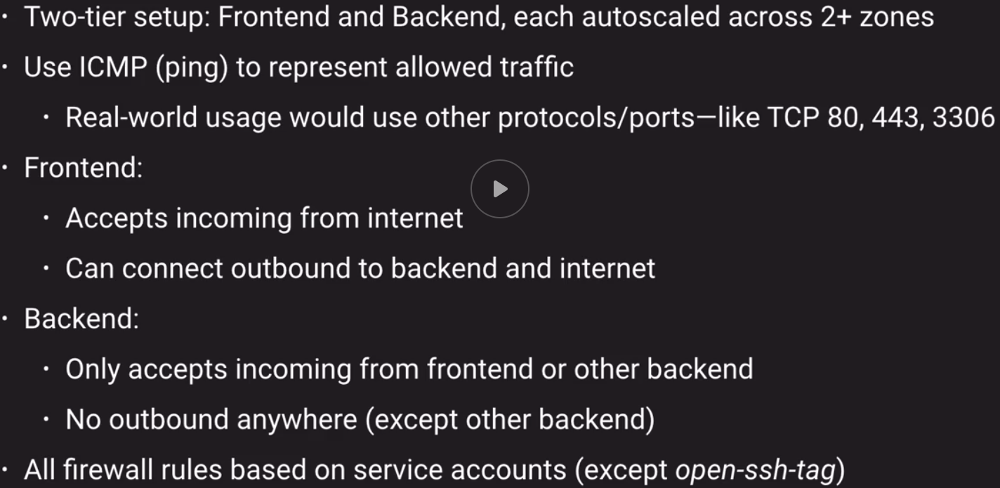 • Two-tier setup: Frontend and Backend, each autoscaled across 2+ zones
• Use ICMP (ping) to represent allowed traffic
• Real-world usage would use other protocols/ports—like TCP 80, 443, 3306
• Frontend:
• Accepts incoming from internet
• Can connect outbound to backend and internet
• Backend:
• Only accepts incoming from frontend or other backend
• No outbound anywhere (except other backend)
• All firewall rules based on service accounts (except open-ssh-tag)